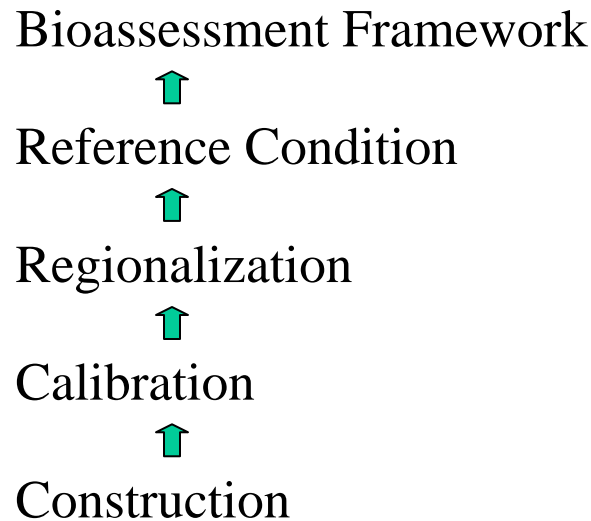 Bioassessment Framework
Reference Condition
Regionalization
Calibration
Construction